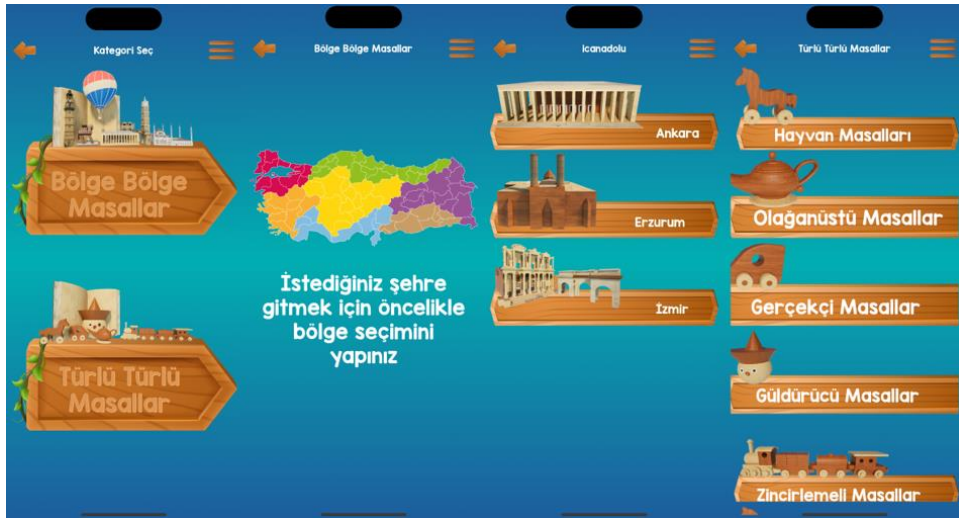 Kategori Seç
Bölge Bölge
Masallar
Türlü Türlü
Masallar
Bölge Bölge Masallar
İstediğiniz şehre
gitmek için öncelikle
bölge seçimini
yapınız
Icanadolu
Ankara
Erzurum
İzmir
Türlü Türlü Masallar
Hayvan Masalları
Olağanüstü Masallar
Gerçekçi Masallar
Güldürücü Masallar
Zincirlemeli Masallar